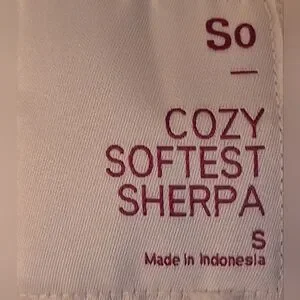 So
—
COZY
SOFTEST
SHERPA
S
Made in Indonesia